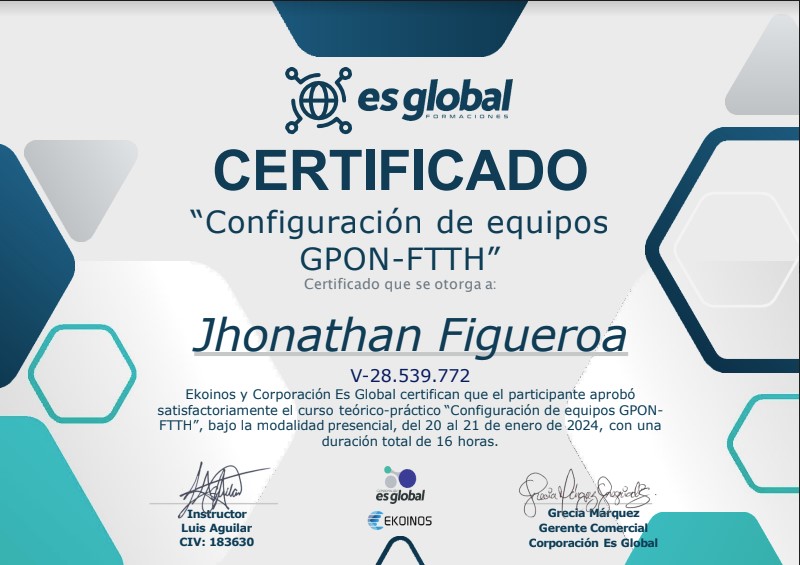 es global
FORMACIONES
CERTIFICADO
“Configuración de equipos
GPON-FTTH”
Certificado que se otorga a:
Jhonathan Figueroa
V-28.539.772
Ekoinos y Corporación Es Global certifican que el participante aprobó
satisfactoriamente el curso teórico-práctico “Configuración de equipos GPON-
FTTH”, bajo la modalidad presencial, del 20 al 21 de enero de 2024, con una
duración total de 16 horas.
Instructor
Luis Aguilar
CIV: 183630
es global
EKOINOS
Grecia Márquez
Gerente Comercial
Corporación Es Global